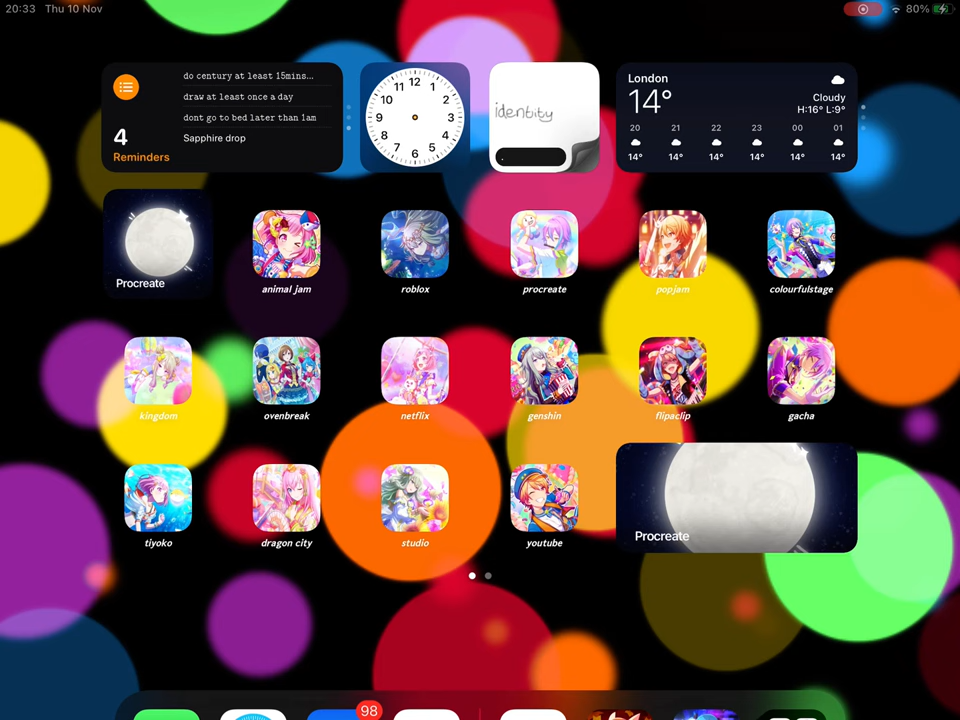 20:33 Thu 10 Nov
80%
do century at least 15mins...
draw at least once a day
dont go to bed later than 1am
Sapphire drop
4
Reminders
12
1
2
3
4
5
6
7
8
9
10
11
identity
London
14°
Cloudy
H:16° L:9°
20 21 22 23 00 01
14° 14° 14° 14° 14° 14°
Procreate
animal jam
roblox
procreate
popjam
colourfulstage
kingdom
ovenbreak
netflix
genshin
flipaclip
gacha
tiyoko
dragon city
studio
youtube
Procreate
98